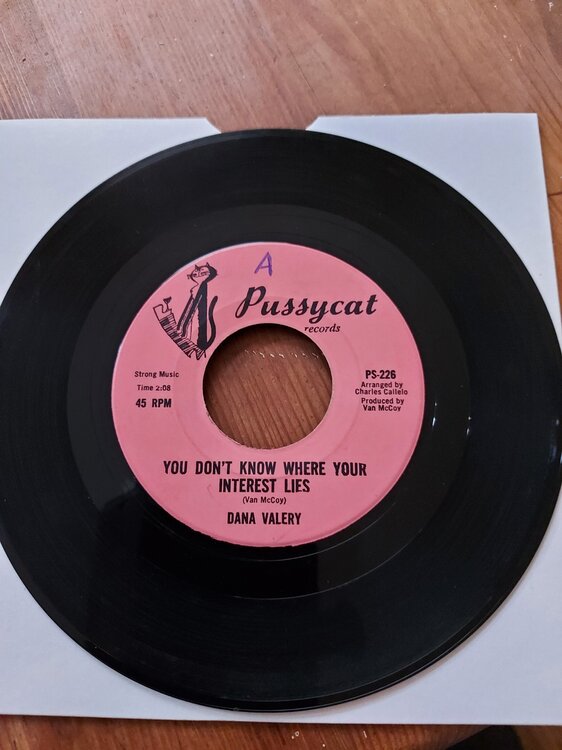 A
Pussycat
records
Strong Music
Time 2:08
45 RPM
PS-226
Arranged by
Charles Callelo
Produced by
Van McCoy
YOU DON'T KNOW WHERE YOUR
INTEREST LIES
(Van McCoy)
DANA VALERY